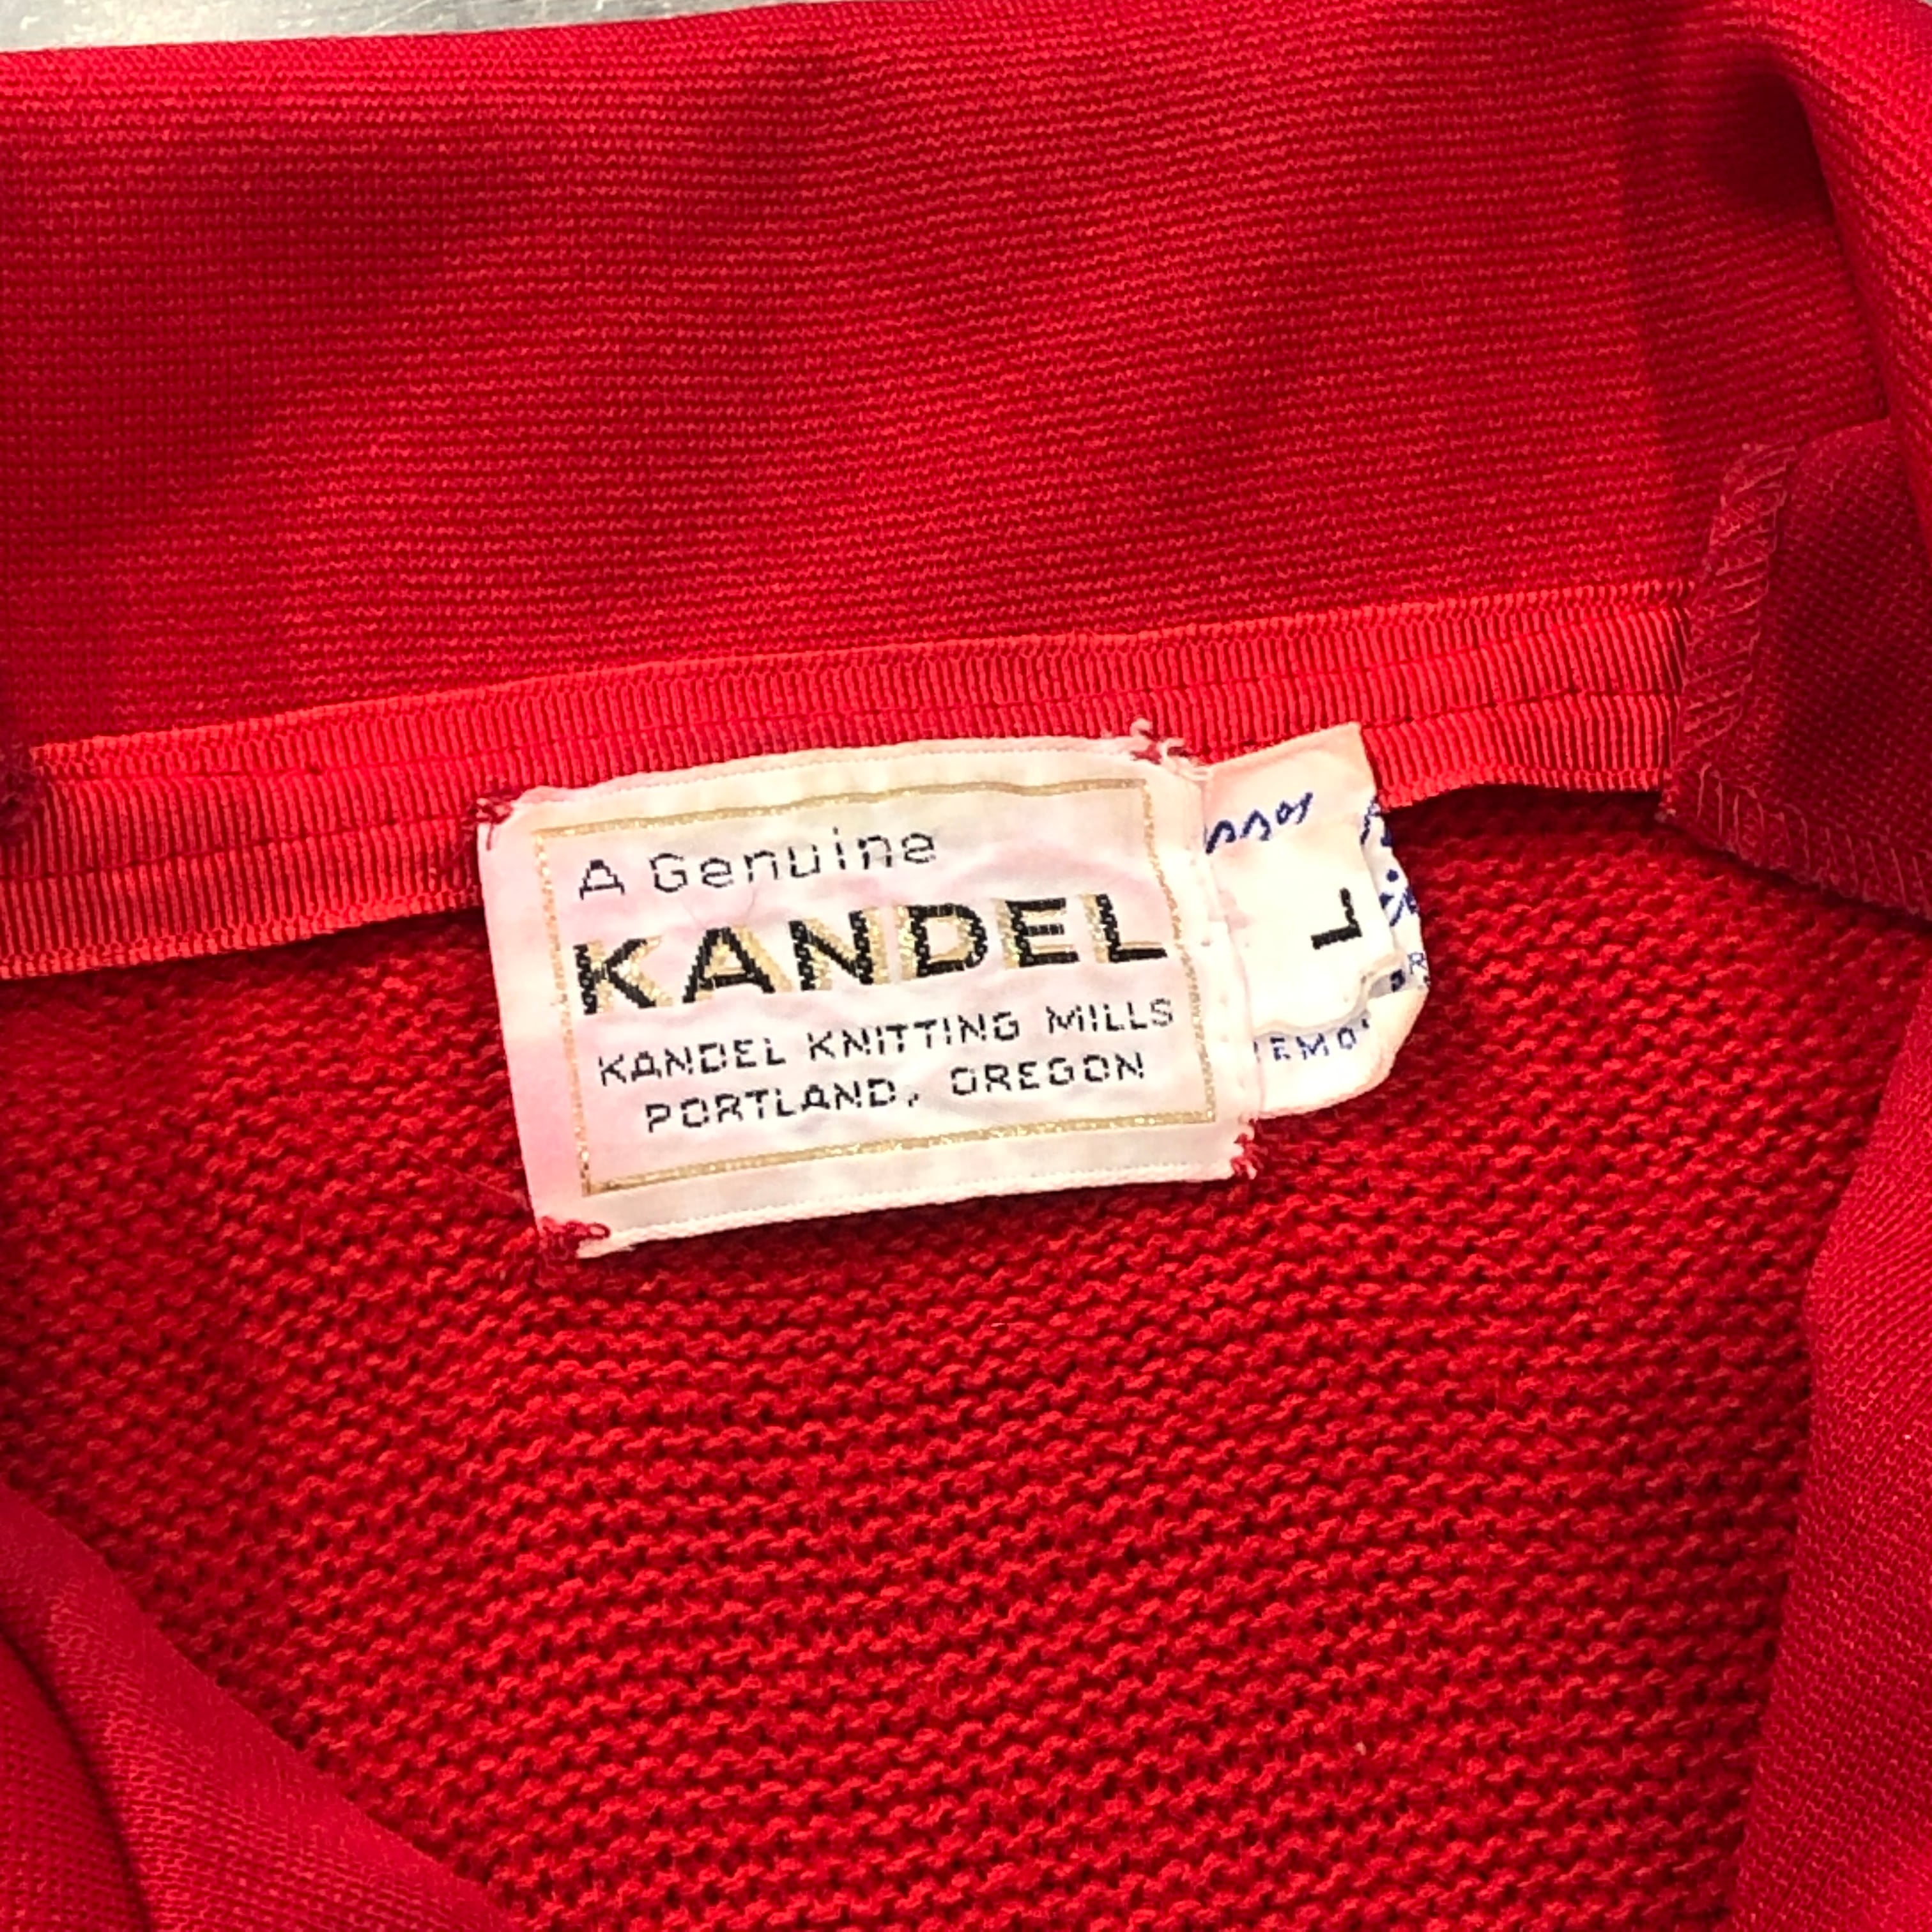 A Genuine
KANDEL
KANDEL KNITTING MILLS
PORTLAND, OREGON
L